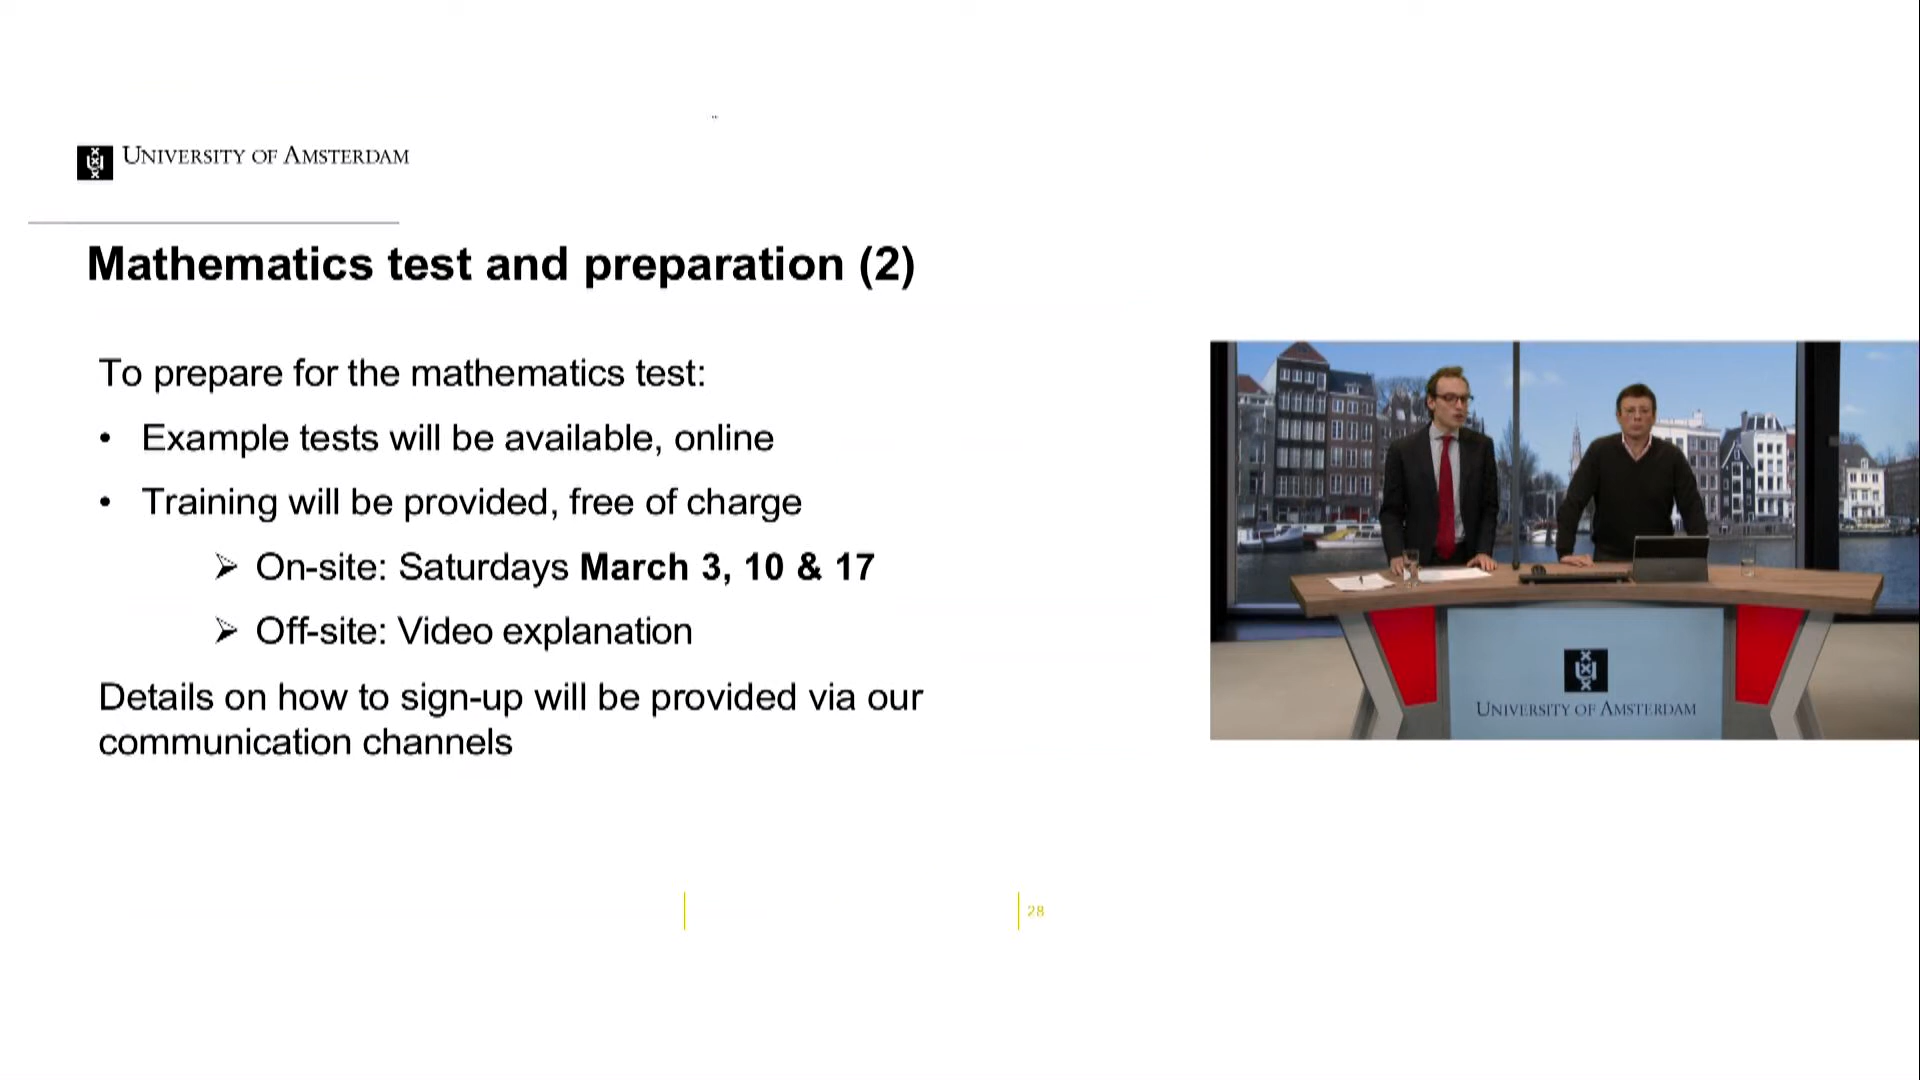 UNIVERSITY OF AMSTERDAM
Mathematics test and preparation (2)
To prepare for the mathematics test:
• Example tests will be available, online
• Training will be provided, free of charge
➢ On-site: Saturdays March 3, 10 & 17
➢ Off-site: Video explanation
Details on how to sign-up will be provided via our
communication channels
28
UNIVERSITY OF AMSTERDAM